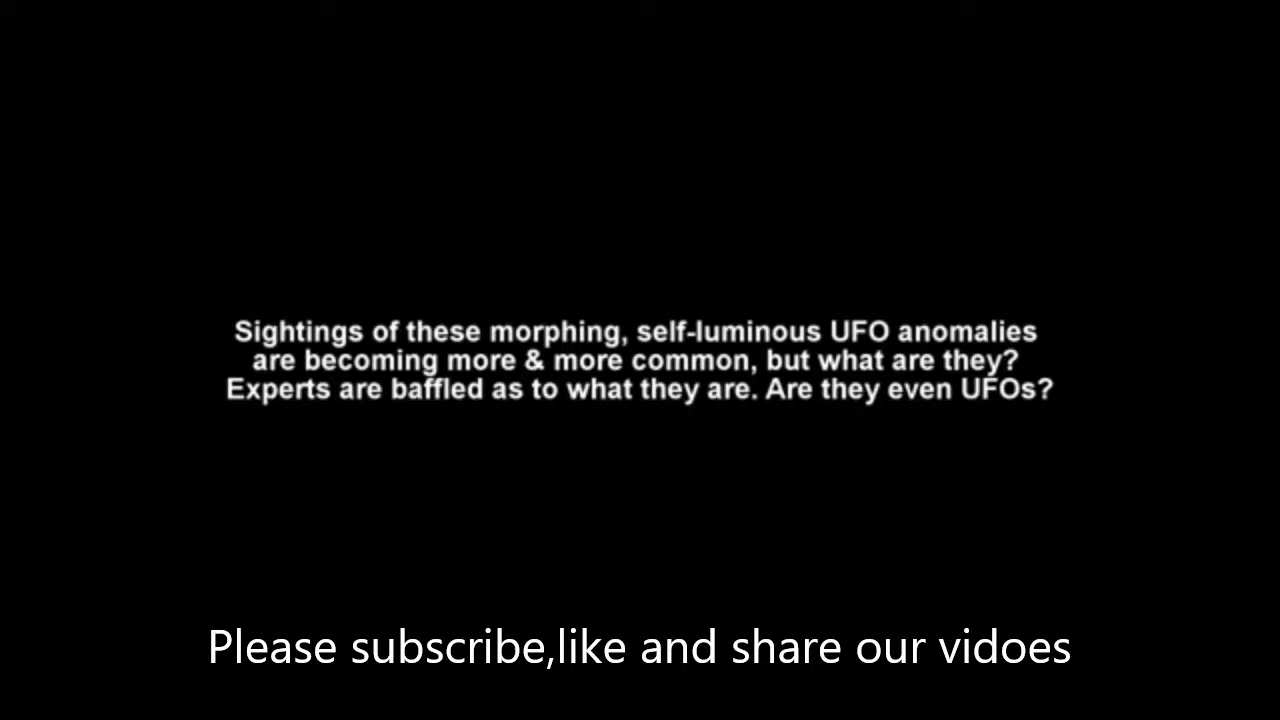 Sightings of these morphing, self-luminous UFO anomalies
are becoming more & more common, but what are they?
Experts are baffled as to what they are. Are they even UFOs?
Please subscribe,like and share our vidoes